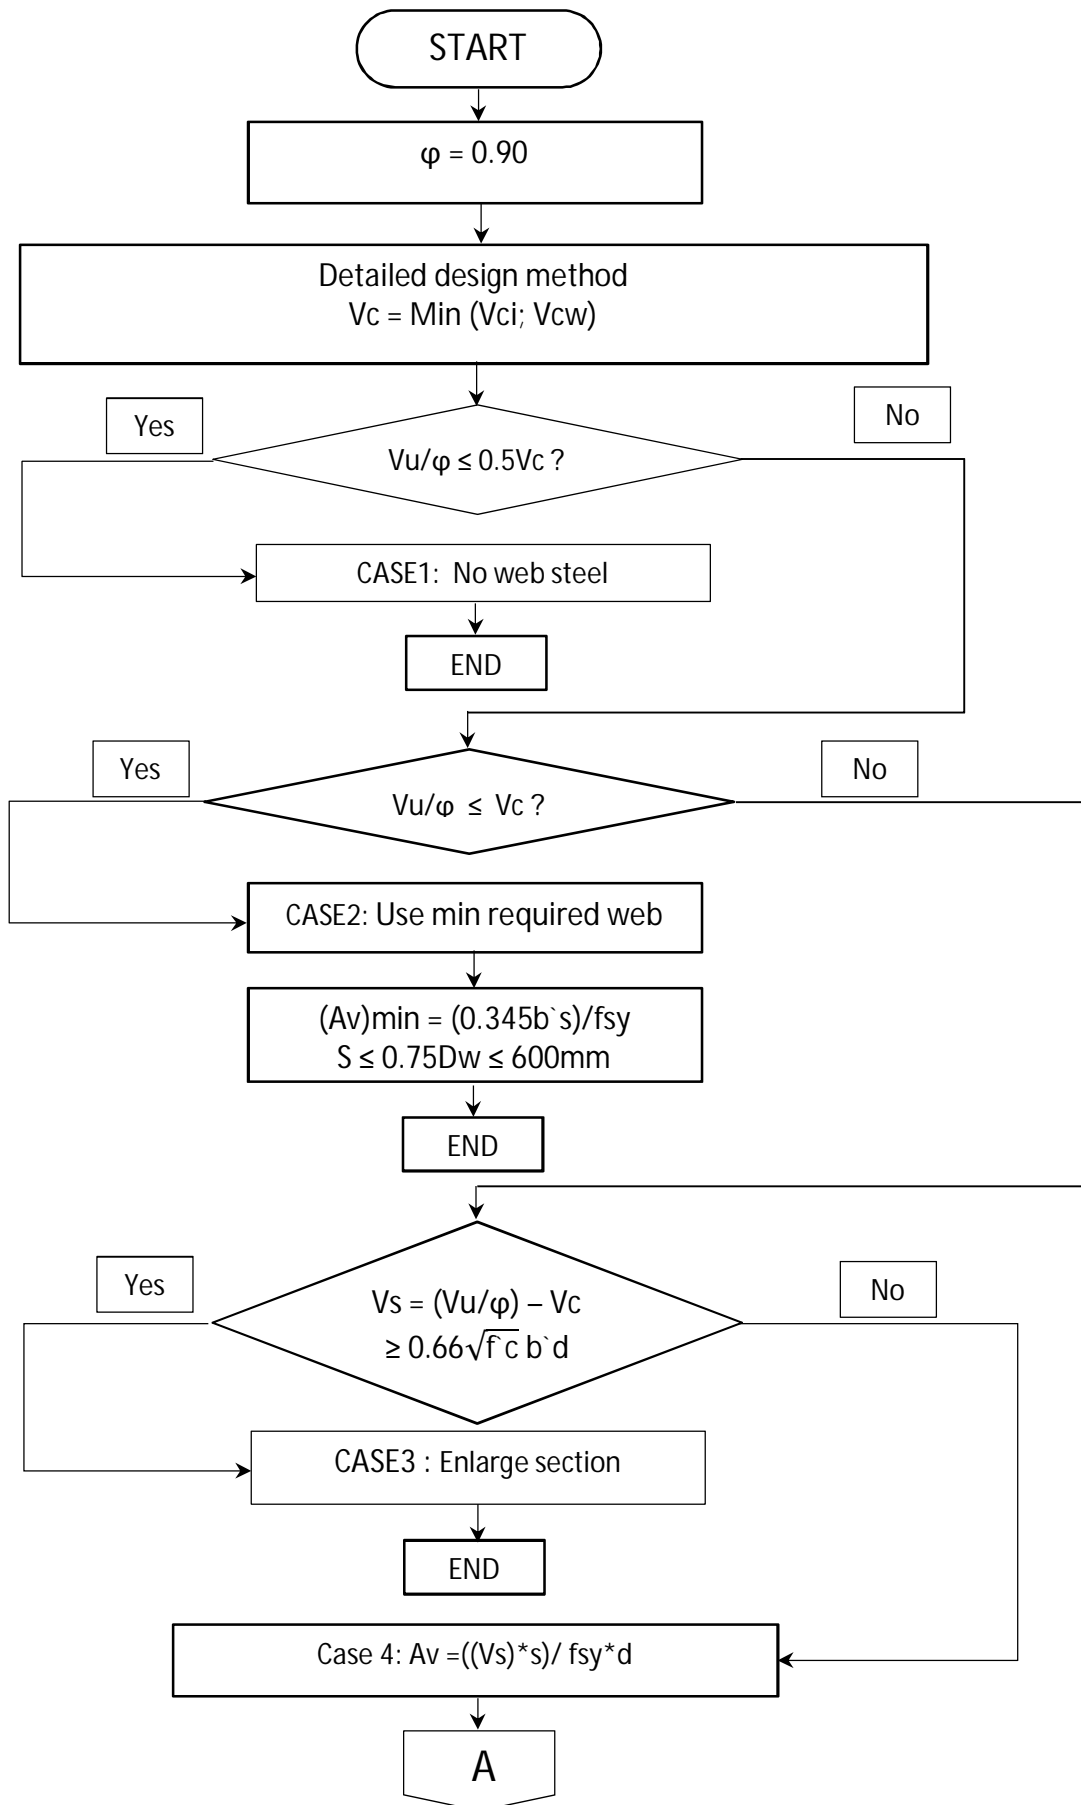 START
φ = 0.90
Detailed design method
Vc = Min (Vci; Vcw)
Yes
No
Vu/φ ≤ 0.5Vc ?
CASE1: No web steel
END
Yes
No
Vu/φ ≤ Vc ?
CASE2: Use min required web
(Av)min = (0.345b`s)/fsy
S ≤ 0.75Dw ≤ 600mm
END
Yes
No
Vs = (Vu/φ) – Vc
≥ 0.66√f`c b`d
CASE3 : Enlarge section
END
Case 4: Av =((Vs)*s)/ fsy*d
A